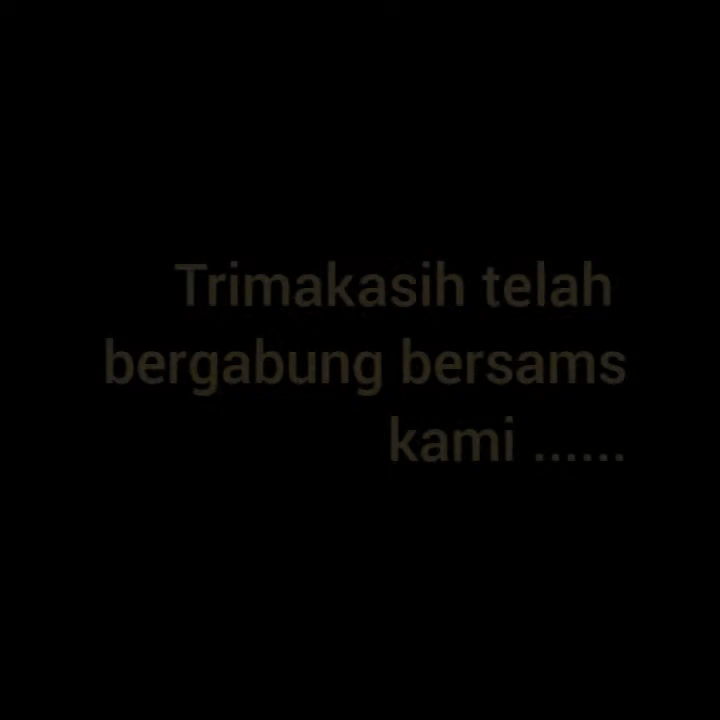 Trimakasih telah
bergabung bersams
kami ......